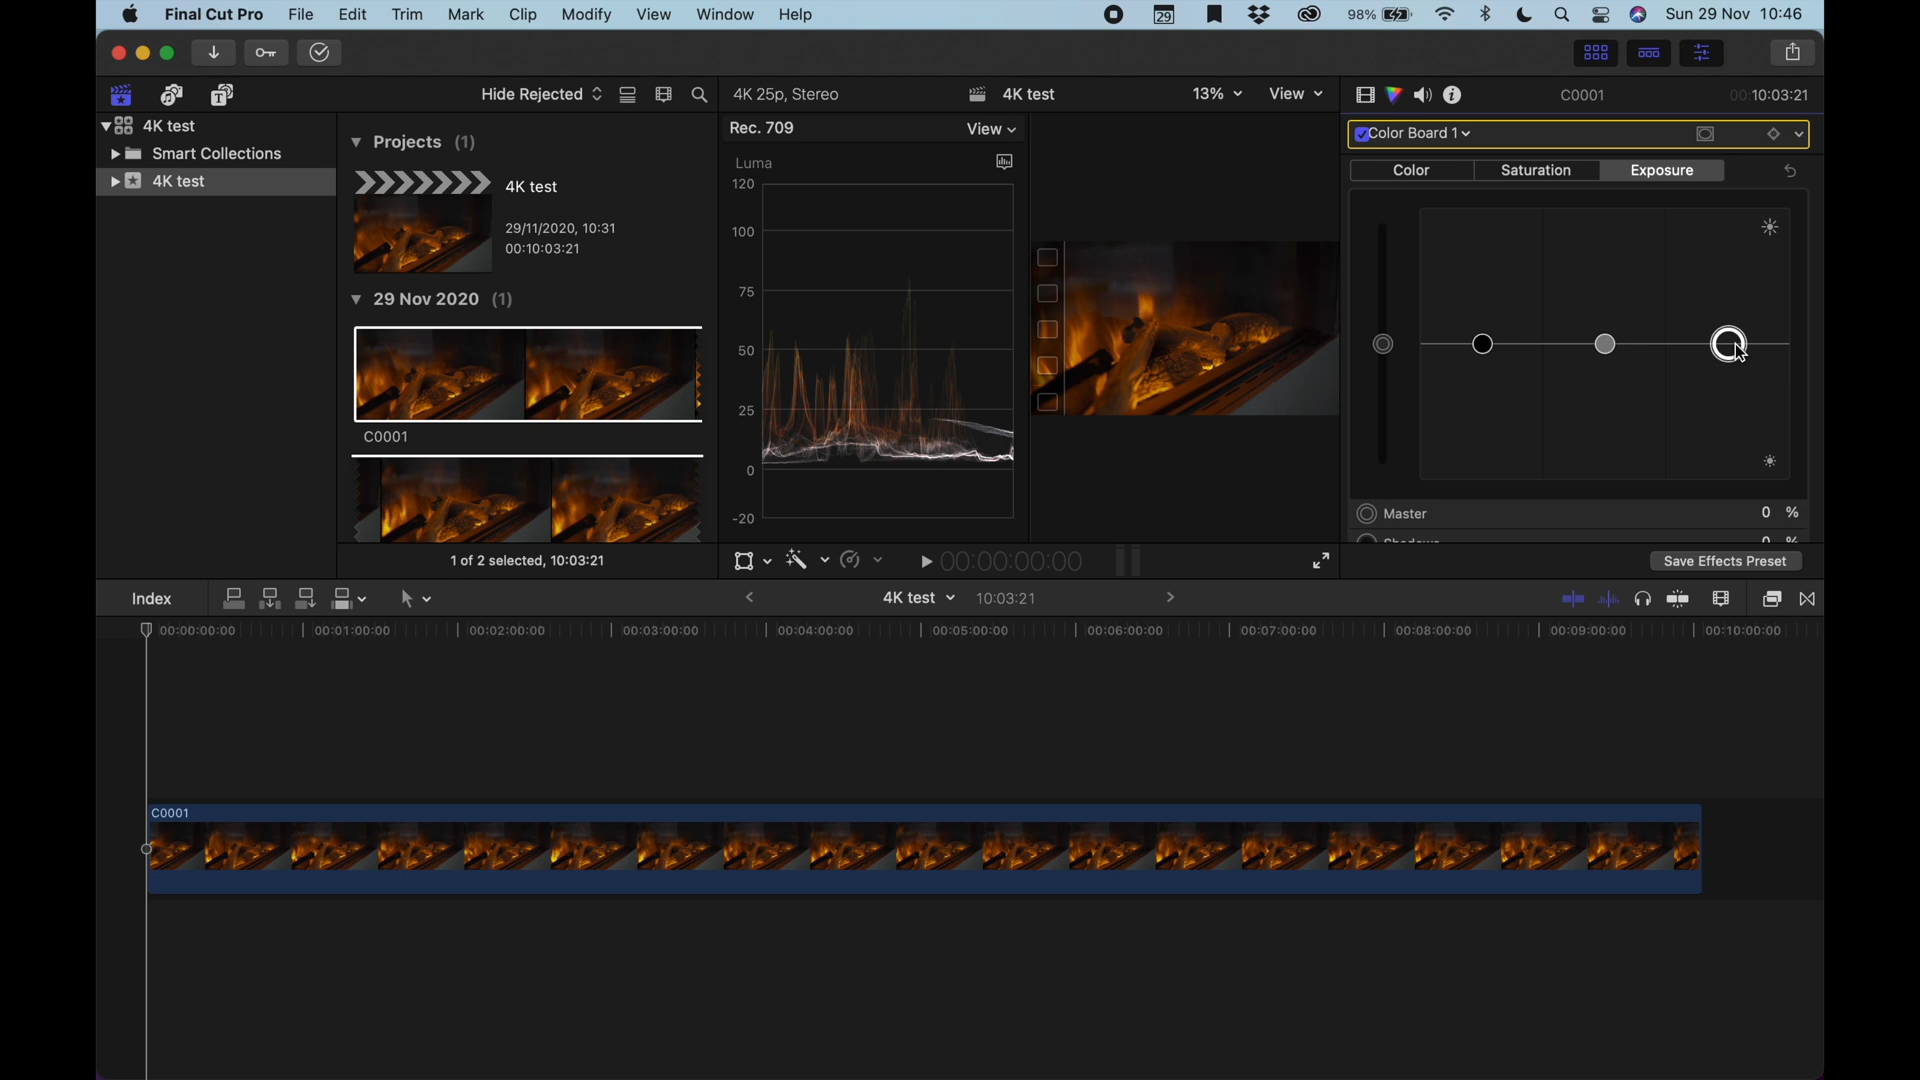 Final Cut Pro File Edit Trim Mark Clip Modify View Window Help 29 98% Sun 29 Nov 10:46
Hide Rejected
4K 25p, Stereo 4K test 13% View
C0001 00:10:03:21
4K test
Smart Collections
4K test
Projects (1)
4K test
29/11/2020, 10:31
00:10:03:21
29 Nov 2020 (1)
C0001
1 of 2 selected, 10:03:21
Rec. 709 View
Luma
120
100
75
50
25
0
-20
00:00:00:00
Color Board 1
Color Saturation Exposure
Master 0 %
Save Effects Preset
Index 4K test 10:03:21
00:00:00:00 00:01:00:00 00:02:00:00 00:03:00:00 00:04:00:00 00:05:00:00 00:06:00:00 00:07:00:00 00:08:00:00 00:09:00:00 00:10:00:00
C0001